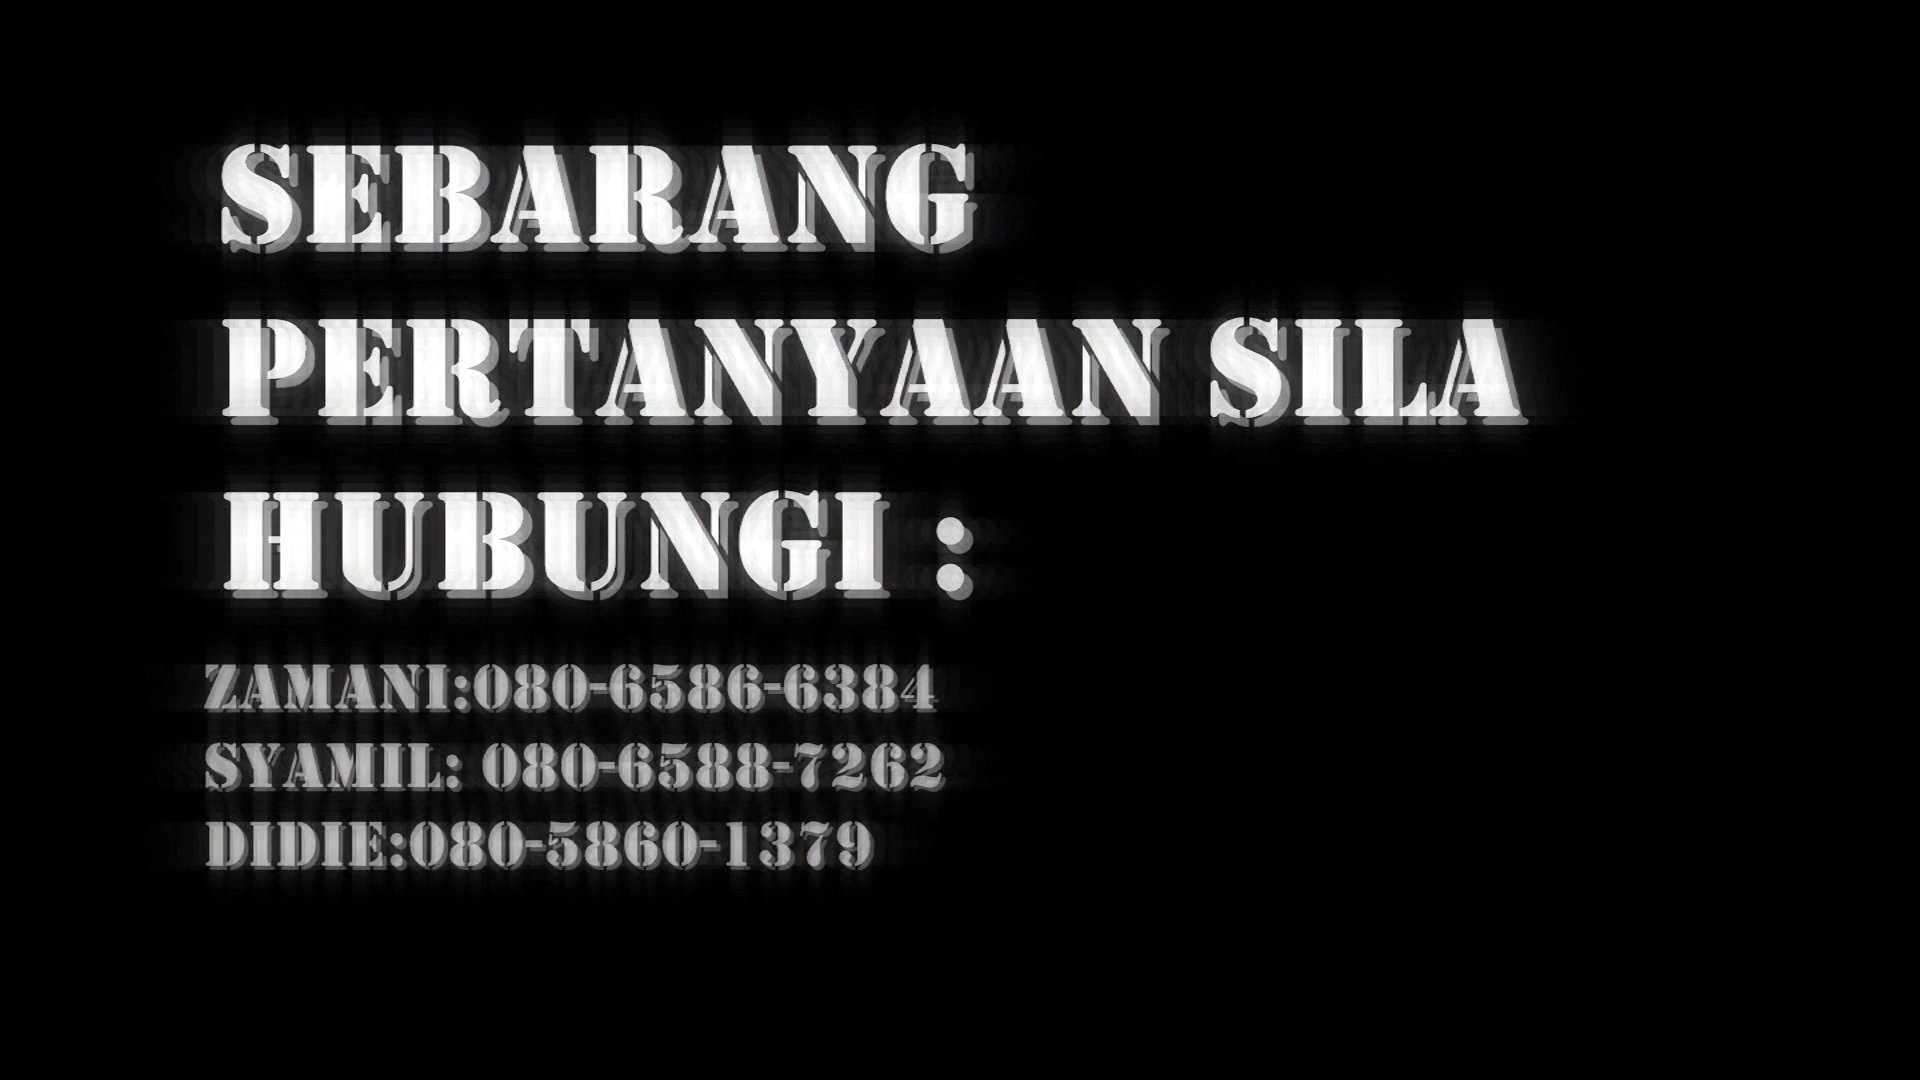 SEBARANG
PERTANYAAN SILA
HUBUNGI :
ZAMANI:080-6586-6384
SYAMIL: 080-6588-7262
DIDIE:080-5860-1379